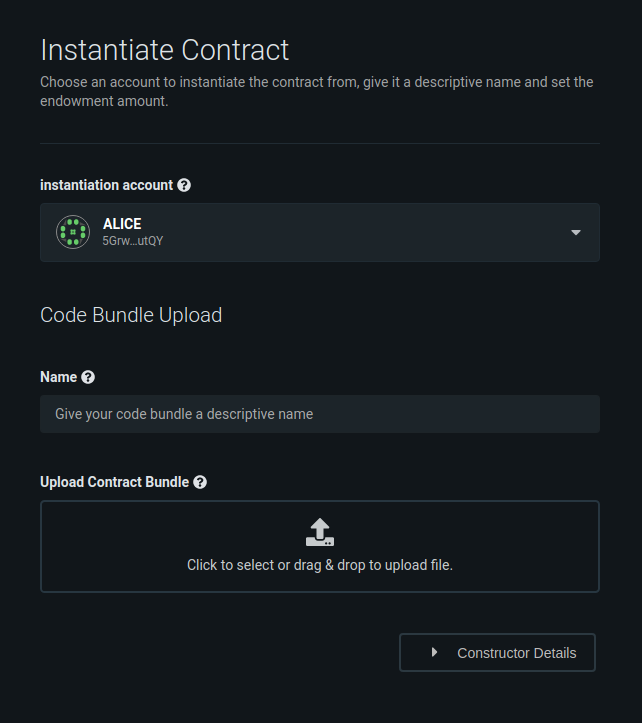 Instantiate Contract
Choose an account to instantiate the contract from, give it a descriptive name and set the
endowment amount.
instantiation account
ALICE
5Grw...utQY
Code Bundle Upload
Name
Give your code bundle a descriptive name
Upload Contract Bundle
Click to select or drag & drop to upload file.
Constructor Details